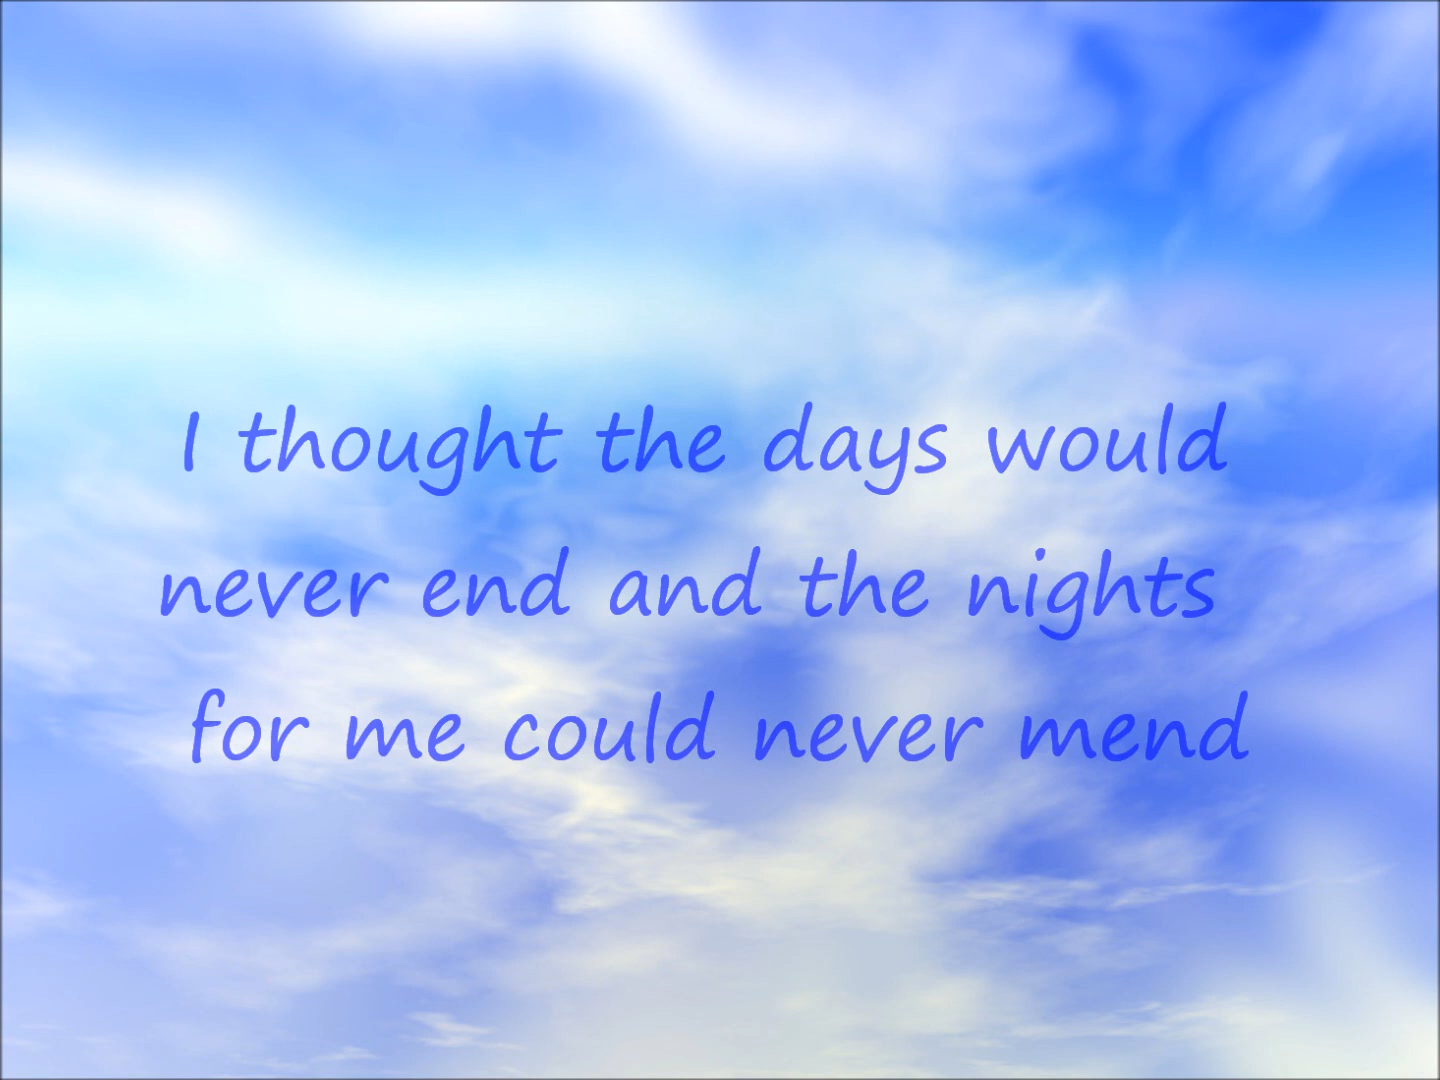 I thought the days would
never end and the nights
for me could never mend